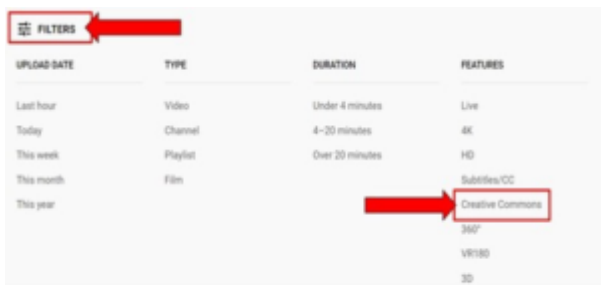 FILTERS
UPLOAD DATE
Last hour
Today
This week
This month
This year
TYPE
Video
Channel
Playlist
Film
DURATION
Under 4 minutes
4–20 minutes
Over 20 minutes
FEATURES
Live
4K
HD
Subtitles/CC
Creative Commons
360°
VR180
3D